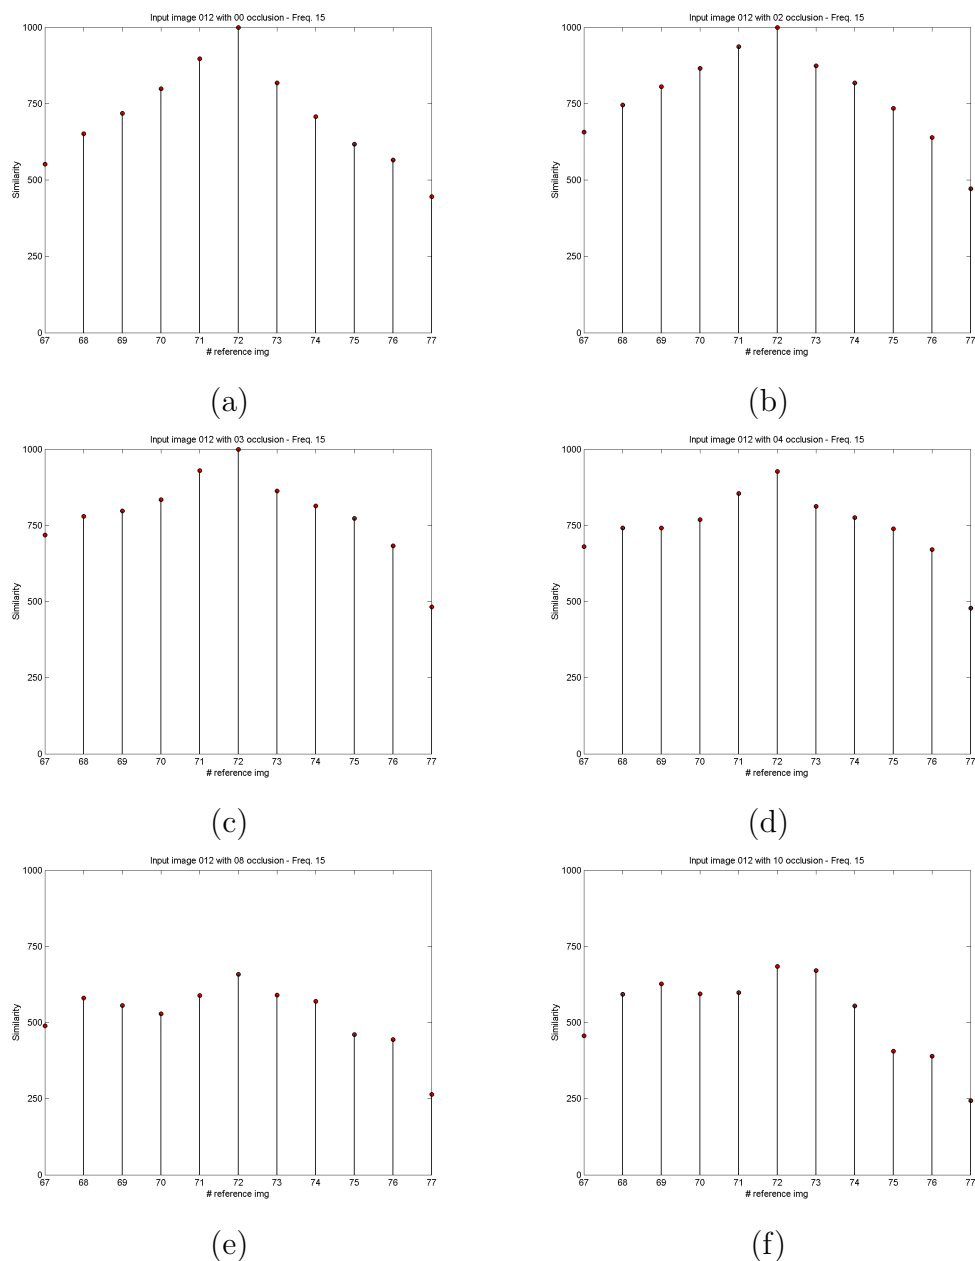 Input image 012 with 00 occlusion - Freq. 15
1000
750
500
250
0
Similarity
67 68 69 70 71 72 73 74 75 76 77
# reference img
(a)
Input image 012 with 02 occlusion - Freq. 15
1000
750
500
250
0
Similarity
67 68 69 70 71 72 73 74 75 76 77
# reference img
(b)
Input image 012 with 03 occlusion - Freq. 15
1000
750
500
250
0
Similarity
67 68 69 70 71 72 73 74 75 76 77
# reference img
(c)
Input image 012 with 04 occlusion - Freq. 15
1000
750
500
250
0
Similarity
67 68 69 70 71 72 73 74 75 76 77
# reference img
(d)
Input image 012 with 08 occlusion - Freq. 15
1000
750
500
250
0
Similarity
67 68 69 70 71 72 73 74 75 76 77
# reference img
(e)
Input image 012 with 10 occlusion - Freq. 15
1000
750
500
250
0
Similarity
67 68 69 70 71 72 73 74 75 76 77
# reference img
(f)